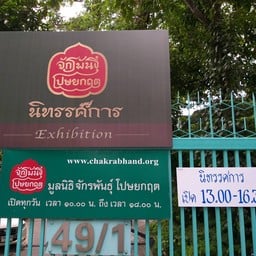 จักรพันธุ์
โปษยกฤต
นิทรรศการ
Exhibition
www.chakrabhand.org
จักรพันธุ์
โปษยกฤต
มูลนิธิ จักรพันธุ์ โปษยกฤต
เปิดทุกวัน เวลา ๑๐.๐๐ น. ถึง เวลา ๑๘.๐๐ น.
นิทรรศการ
เปิด 13.00-16.3
49/1